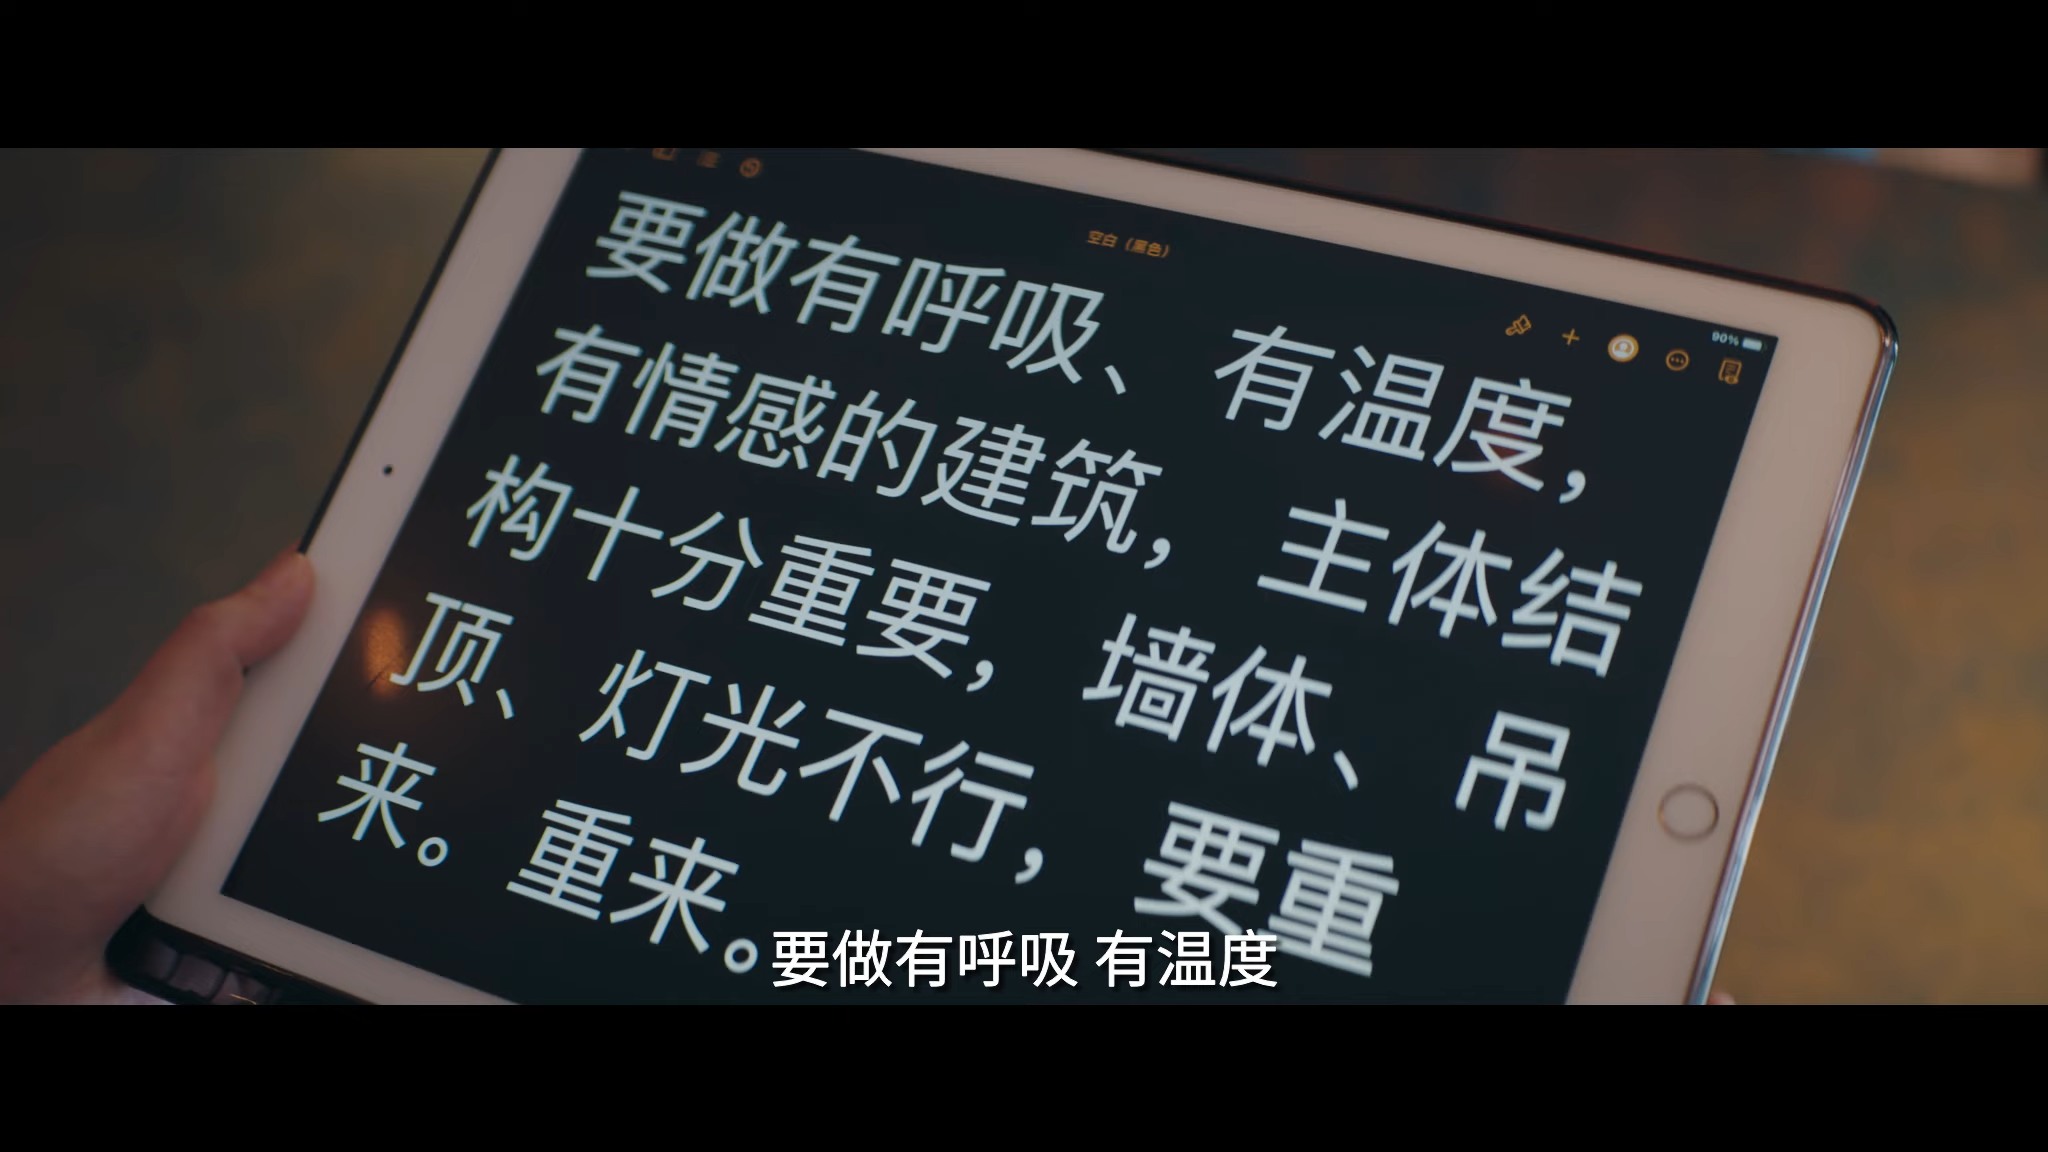 空白（黑色）
90%
要做有呼吸、有温度，
有情感的建筑，主体结
构十分重要，墙体、吊
顶、灯光不行，要重
来。重来。
要做有呼吸 有温度